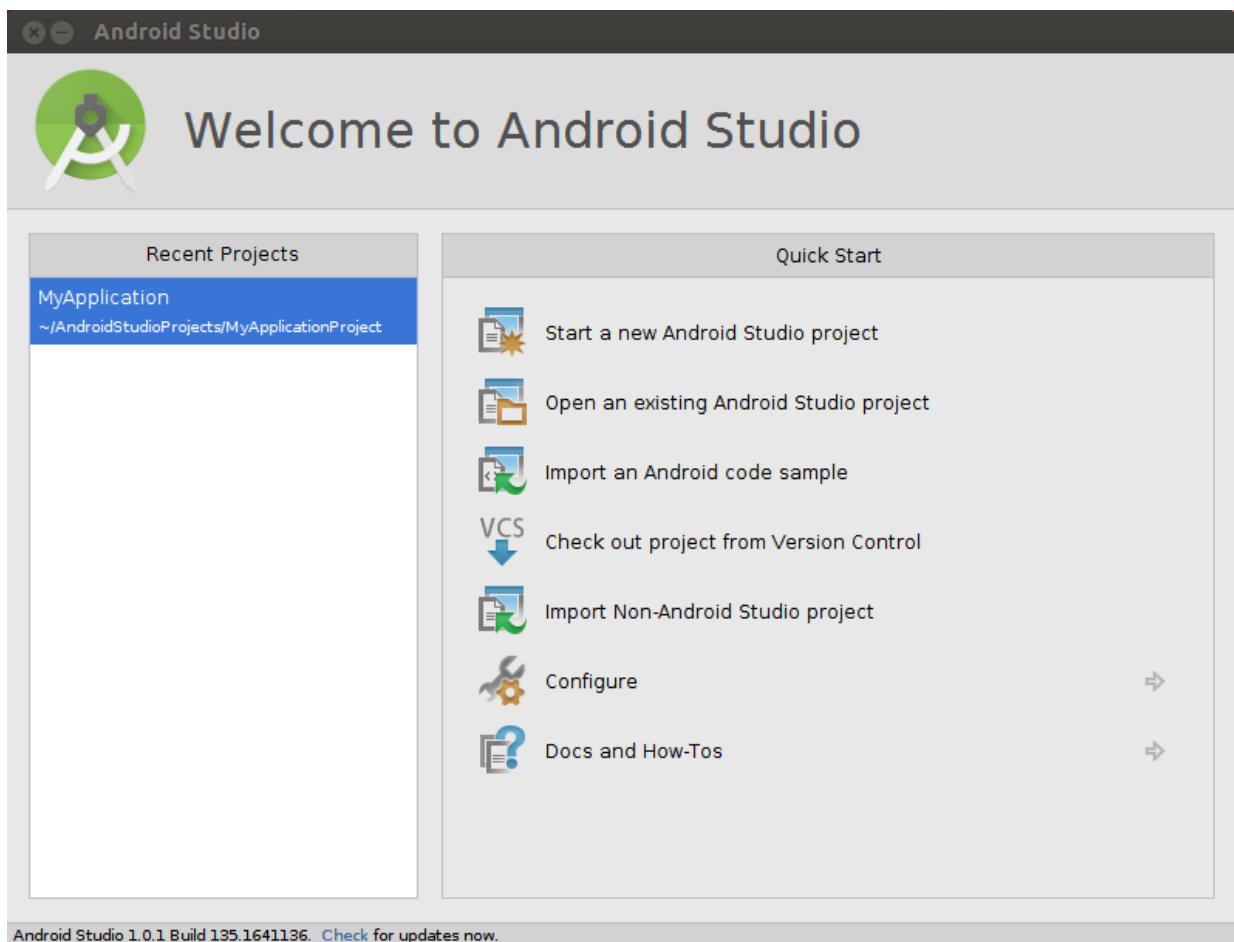 Android Studio
Welcome to Android Studio
Recent Projects
MyApplication
~/AndroidStudioProjects/MyApplicationProject
Quick Start
Start a new Android Studio project
Open an existing Android Studio project
Import an Android code sample
VCS
Check out project from Version Control
Import Non-Android Studio project
Configure
Docs and How-Tos
Android Studio 1.0.1 Build 135.1641136. Check for updates now.